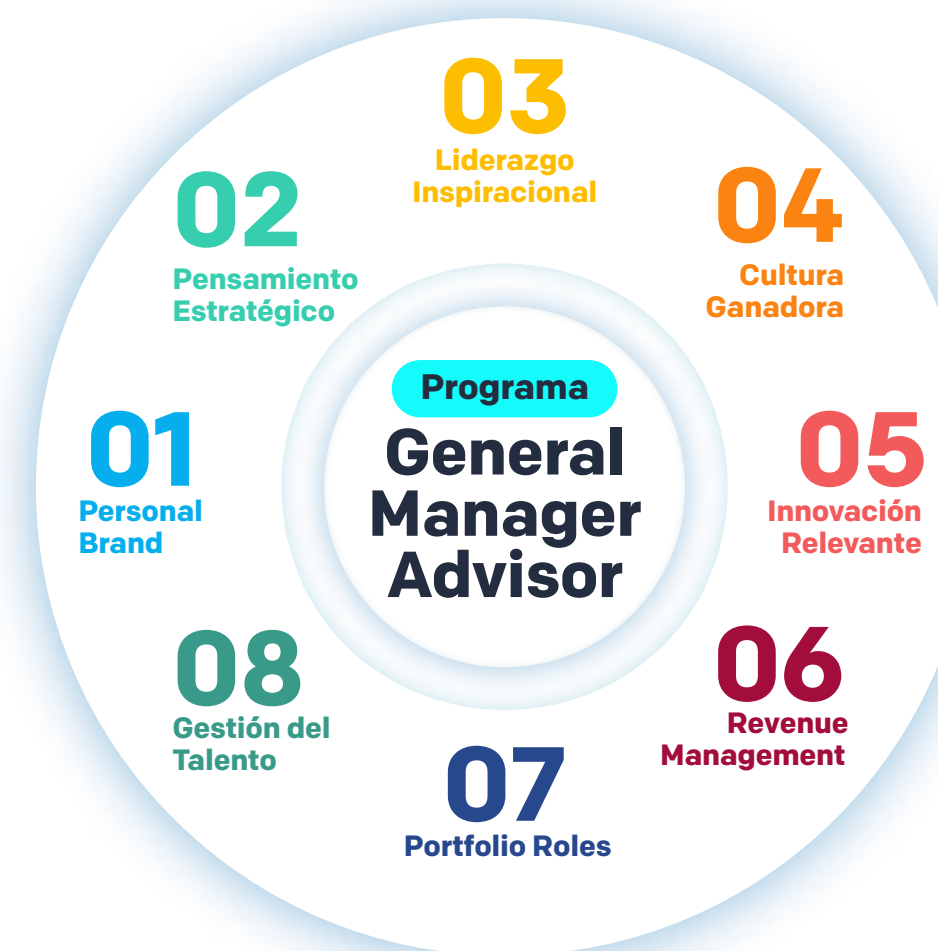 03
Liderazgo
Inspiracional
02
Pensamiento
Estratégico
04
Cultura
Ganadora
Programa
General
Manager
Advisor
01
Personal
Brand
05
Innovación
Relevante
08
Gestión del
Talento
06
Revenue
Management
07
Portfolio Roles